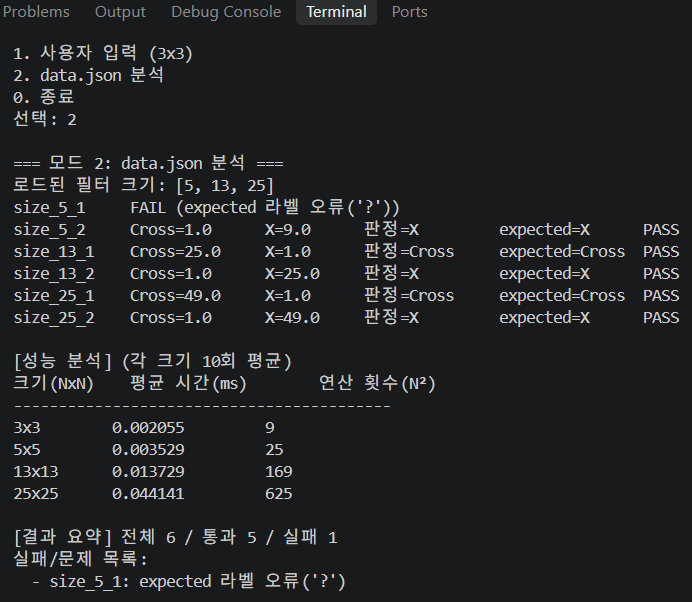 Problems Output Debug Console Terminal Ports
1. 사용자 입력 (3x3)
2. data.json 분석
0. 종료
선택: 2
=== 모드 2: data.json 분석 ===
로드된 필터 크기: [5, 13, 25]
size_5_1 FAIL (expected 라벨 오류('?'))
size_5_2 Cross=1.0 X=9.0 판정=X expected=X PASS
size_13_1 Cross=25.0 X=1.0 판정=Cross expected=Cross PASS
size_13_2 Cross=1.0 X=25.0 판정=X expected=X PASS
size_25_1 Cross=49.0 X=1.0 판정=Cross expected=Cross PASS
size_25_2 Cross=1.0 X=49.0 판정=X expected=X PASS
[성능 분석] (각 크기 10회 평균)
크기(NxN) 평균 시간(ms) 연산 횟수(N²)
------------------------------------------
3x3 0.002055 9
5x5 0.003529 25
13x13 0.013729 169
25x25 0.044141 625
[결과 요약] 전체 6 / 통과 5 / 실패 1
실패/문제 목록:
- size_5_1: expected 라벨 오류('?')